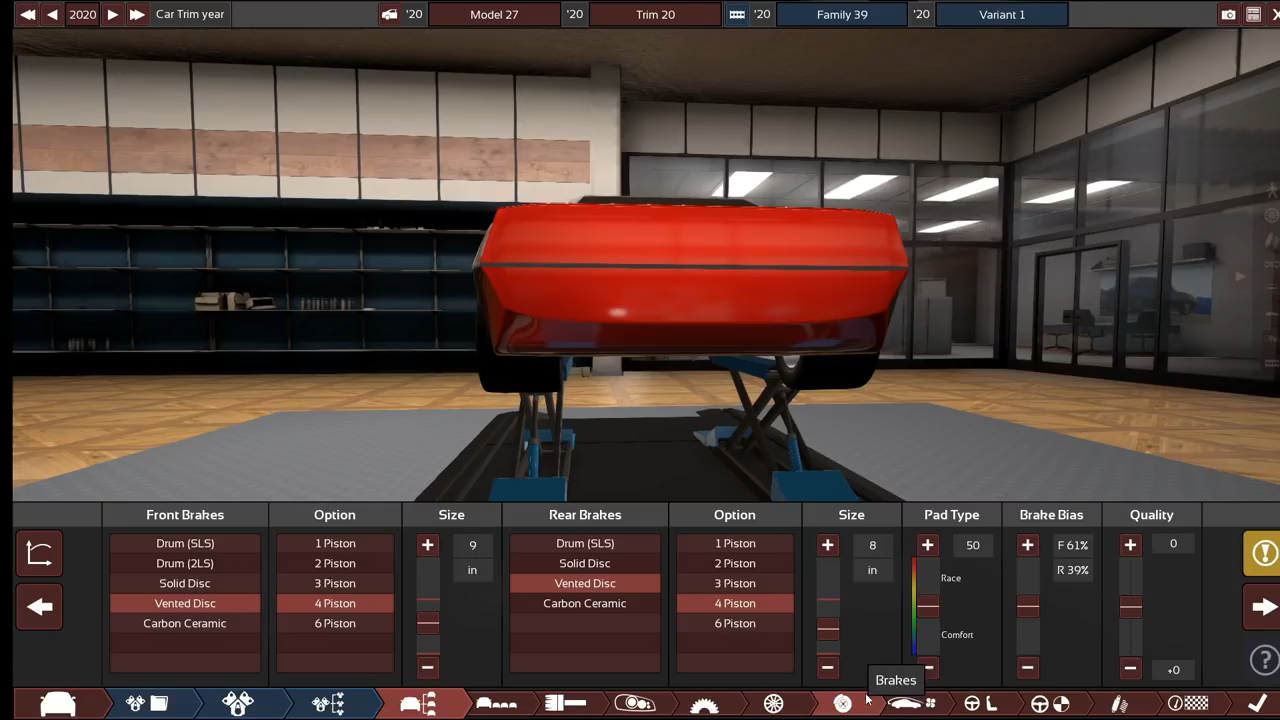 2020 Car Trim year '20 Model 27 '20 Trim 20 '20 Family 39 '20 Variant 1
Front Brakes Option Size Rear Brakes Option Size Pad Type Brake Bias Quality
Drum (SLS) 1 Piston 9 Drum (SLS) 1 Piston 8 50 F 61% 0
Drum (2LS) 2 Piston in Solid Disc 2 Piston in Race R 39%
Solid Disc 3 Piston Vented Disc 3 Piston
Vented Disc 4 Piston Carbon Ceramic 4 Piston
Carbon Ceramic 6 Piston 6 Piston Comfort
+0
Brakes